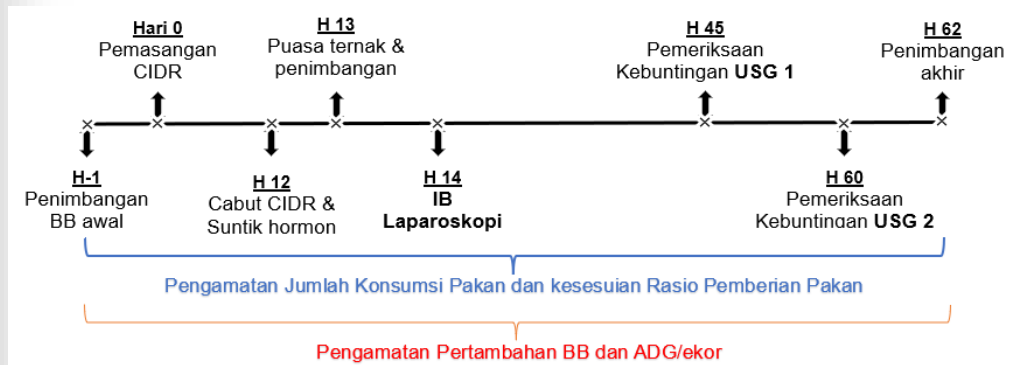 Hari 0
Pemasangan
CIDR
H 13
Puasa ternak &
penimbangan
H 45
Pemeriksaan
Kebuntingan USG 1
H 62
Penimbangan
akhir
H-1
Penimbangan
BB awal
H 12
Cabut CIDR &
Suntik hormon
H 14
IB
Laparoskopi
H 60
Pemeriksaan
Kebuntingan USG 2
Pengamatan Jumlah Konsumsi Pakan dan kesesuian Rasio Pemberian Pakan
Pengamatan Pertambahan BB dan ADG/ekor